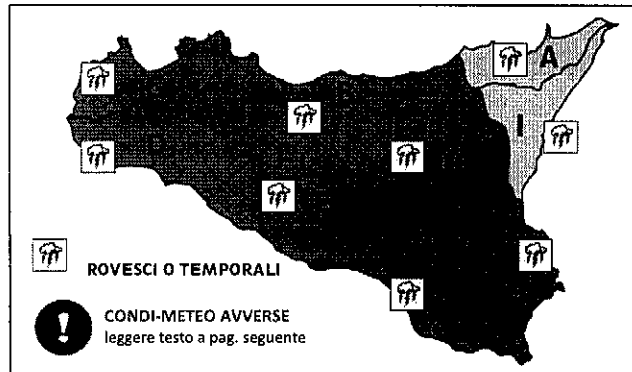 A
I
ROVESCI O TEMPORALI
CONDI-METEO AVVERSE
leggere testo a pag. seguente